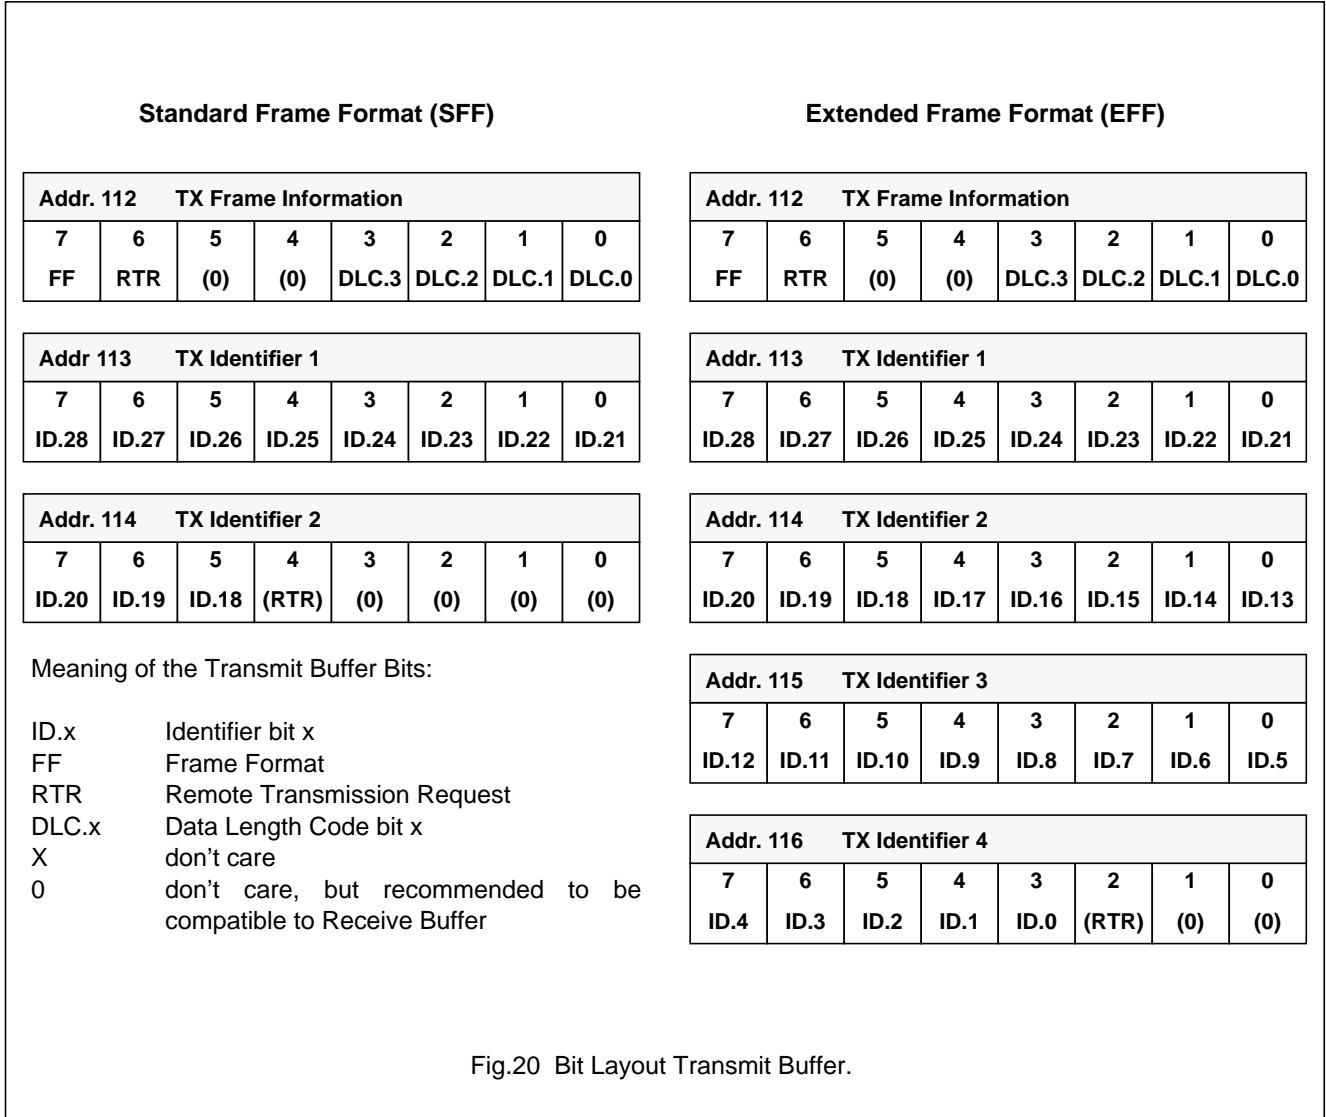 Standard Frame Format (SFF)
Addr. 112 TX Frame Information
7 6 5 4 3 2 1 0
FF RTR (0) (0) DLC.3 DLC.2 DLC.1 DLC.0
Addr 113 TX Identifier 1
7 6 5 4 3 2 1 0
ID.28 ID.27 ID.26 ID.25 ID.24 ID.23 ID.22 ID.21
Addr. 114 TX Identifier 2
7 6 5 4 3 2 1 0
ID.20 ID.19 ID.18 (RTR) (0) (0) (0) (0)
Meaning of the Transmit Buffer Bits:
ID.x Identifier bit x
FF Frame Format
RTR Remote Transmission Request
DLC.x Data Length Code bit x
X don't care
0 don't care, but recommended to be
compatible to Receive Buffer
Extended Frame Format (EFF)
Addr. 112 TX Frame Information
7 6 5 4 3 2 1 0
FF RTR (0) (0) DLC.3 DLC.2 DLC.1 DLC.0
Addr. 113 TX Identifier 1
7 6 5 4 3 2 1 0
ID.28 ID.27 ID.26 ID.25 ID.24 ID.23 ID.22 ID.21
Addr. 114 TX Identifier 2
7 6 5 4 3 2 1 0
ID.20 ID.19 ID.18 ID.17 ID.16 ID.15 ID.14 ID.13
Addr. 115 TX Identifier 3
7 6 5 4 3 2 1 0
ID.12 ID.11 ID.10 ID.9 ID.8 ID.7 ID.6 ID.5
Addr. 116 TX Identifier 4
7 6 5 4 3 2 1 0
ID.4 ID.3 ID.2 ID.1 ID.0 (RTR) (0) (0)
Fig.20 Bit Layout Transmit Buffer.